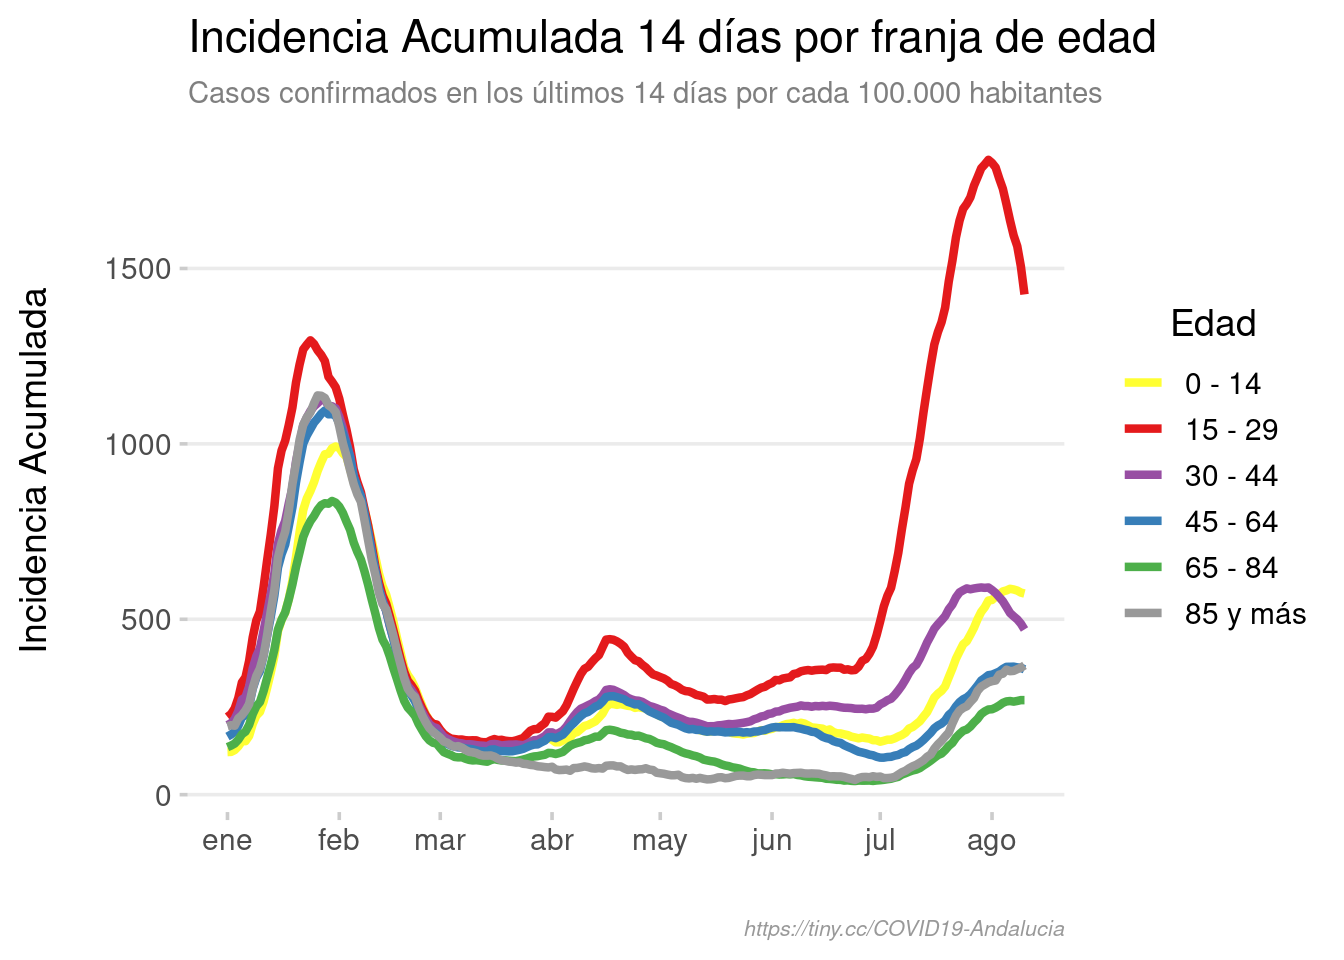 Incidencia Acumulada 14 días por franja de edad
Casos confirmados en los últimos 14 días por cada 100.000 habitantes
Incidencia Acumulada
1500
1000
500
0
ene feb mar abr may jun jul ago
Edad
0 - 14
15 - 29
30 - 44
45 - 64
65 - 84
85 y más
https://tiny.cc/COVID19-Andalucia